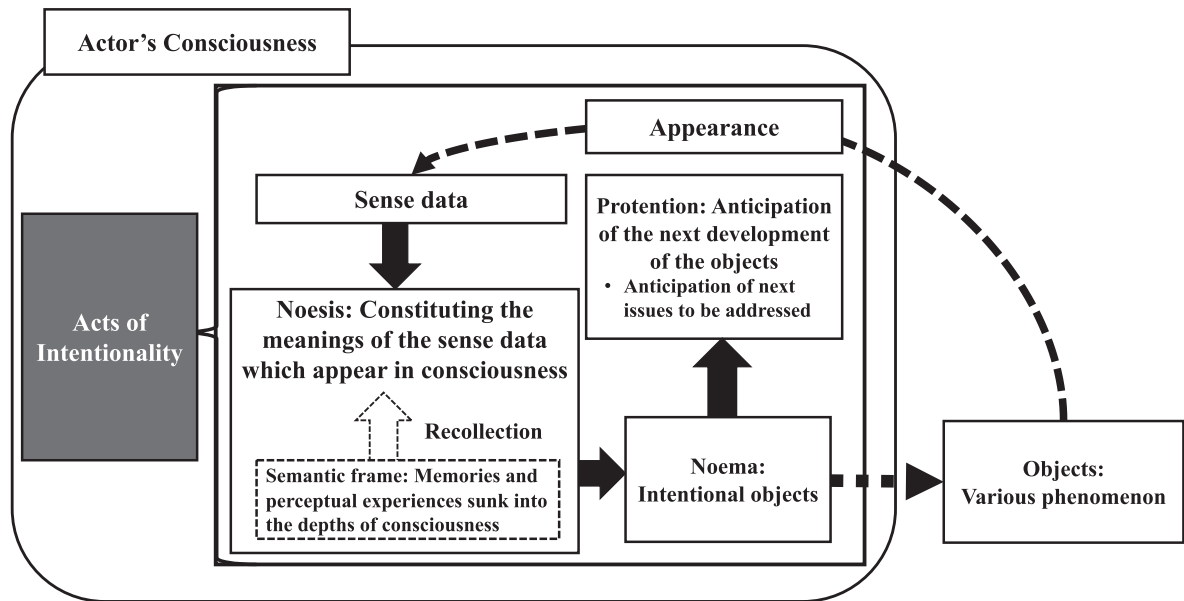 Actor’s Consciousness
Appearance
Sense data
Protention: Anticipation
of the next development
of the objects
• Anticipation of next
issues to be addressed
Acts of
Intentionality
Noesis: Constituting the
meanings of the sense data
which appear in consciousness
Recollection
Semantic frame: Memories and
perceptual experiences sunk into
the depths of consciousness
Noema:
Intentional objects
Objects:
Various phenomenon